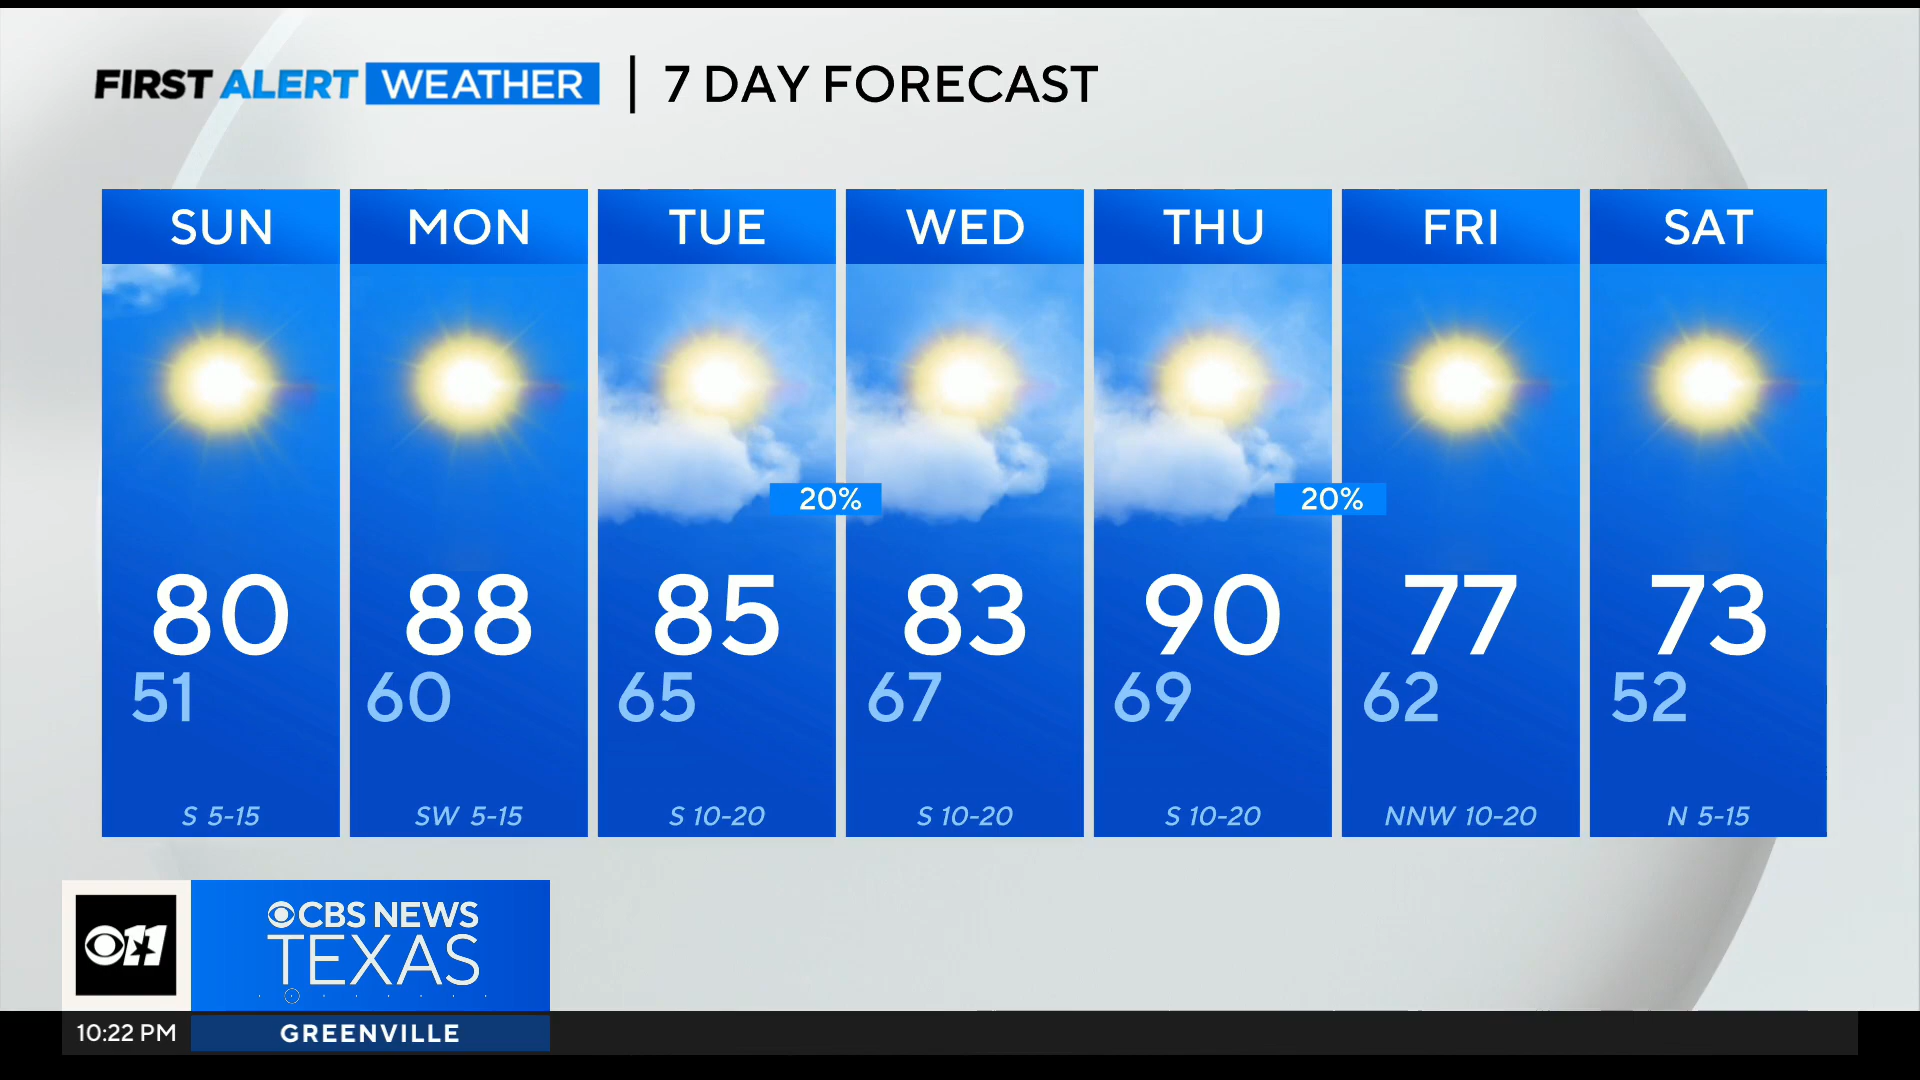 FIRST ALERT WEATHER | 7 DAY FORECAST
SUN MON TUE WED THU FRI SAT
20% 20%
80 88 85 83 90 77 73
51 60 65 67 69 62 52
S 5-15 SW 5-15 S 10-20 S 10-20 S 10-20 NNW 10-20 N 5-15
CBS NEWS
11 TEXAS
10:22 PM GREENVILLE